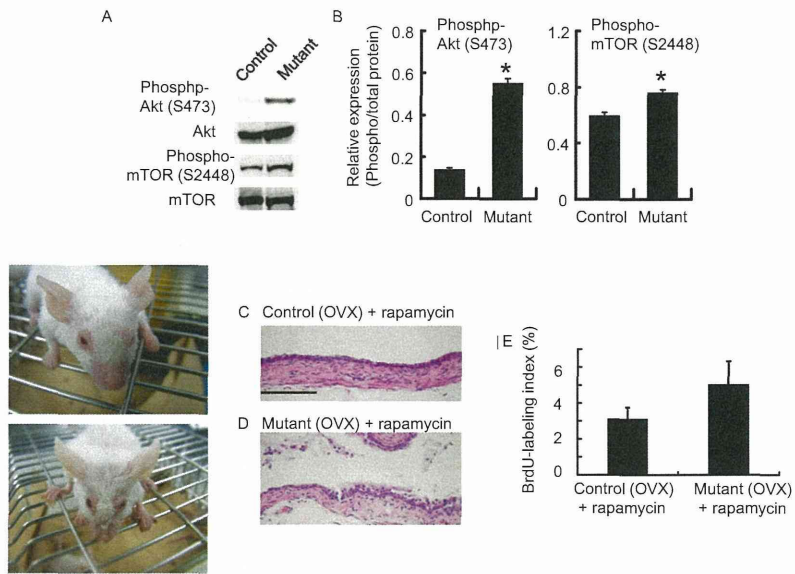 A
Control
Mutant
Phosphp-
Akt (S473)
Akt
Phospho-
mTOR (S2448)
mTOR
B
Relative expression
(Phospho/total protein)
Phosphp-
Akt (S473)
0.8
0.6
0.4
0.2
0
*
Control
Mutant
Phospho-
mTOR (S2448)
1.2
0.8
0.4
0
*
Control
Mutant
C Control (OVX) + rapamycin
D Mutant (OVX) + rapamycin
E
BrdU-labeling index (%)
6
4
2
0
Control (OVX)
+ rapamycin
Mutant (OVX)
+ rapamycin